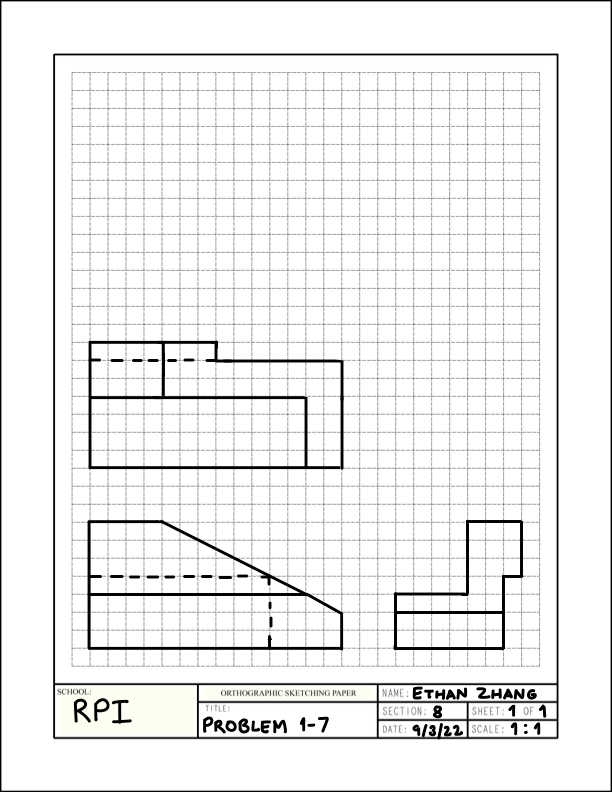 SCHOOL:
RPI
ORTHOGRAPHIC SKETCHING PAPER
TITLE:
PROBLEM 1-7
NAME: ETHAN ZHANG
SECTION: 8 SHEET: 1 OF 1
DATE: 9/3/22 SCALE: 1:1